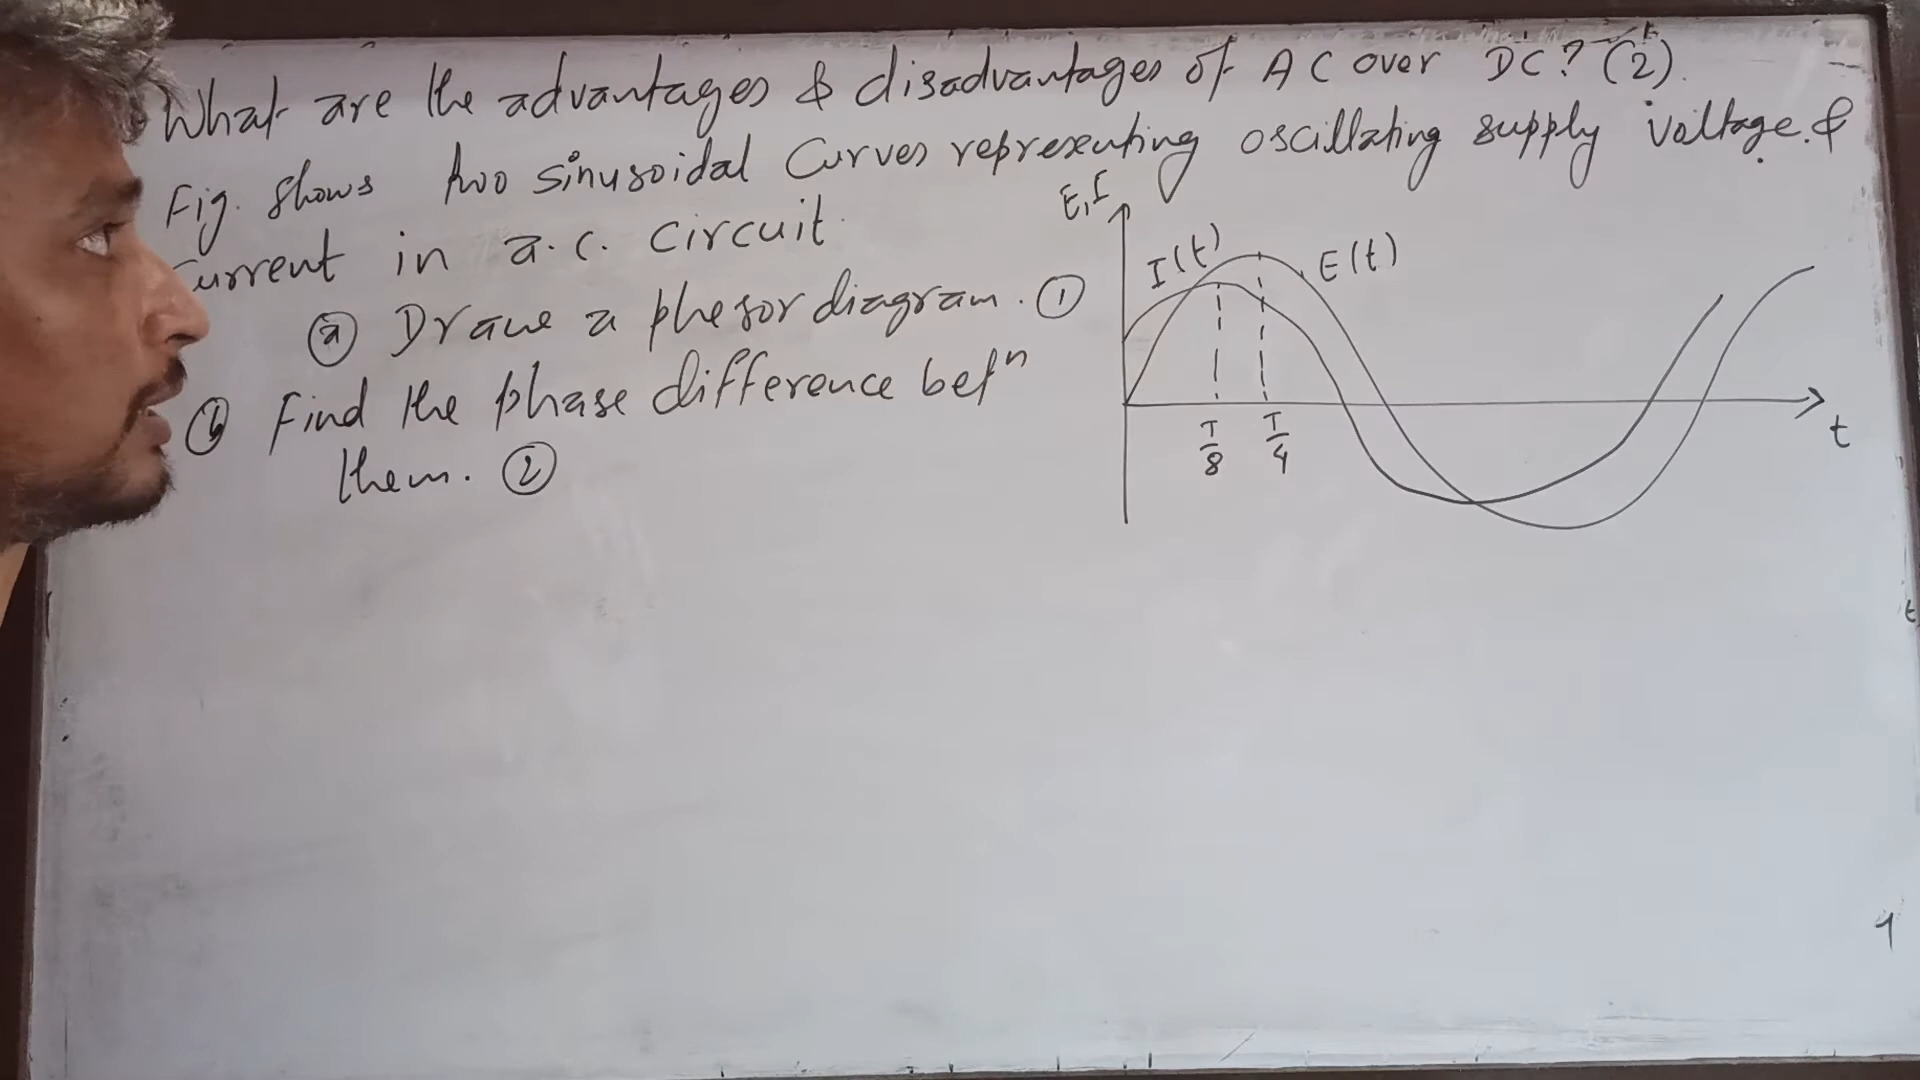 What are the advantages & disadvantages of AC over DC? (2).
Fig. Shows two sinusoidal Curves representing oscillating supply voltage &
Current in a.c. circuit.
(a) Draw a phesor diagram. (1)
(b) Find the phase difference betn
them. (2)
E, I
I(t)
E(t)
T/8
T/4
t
t